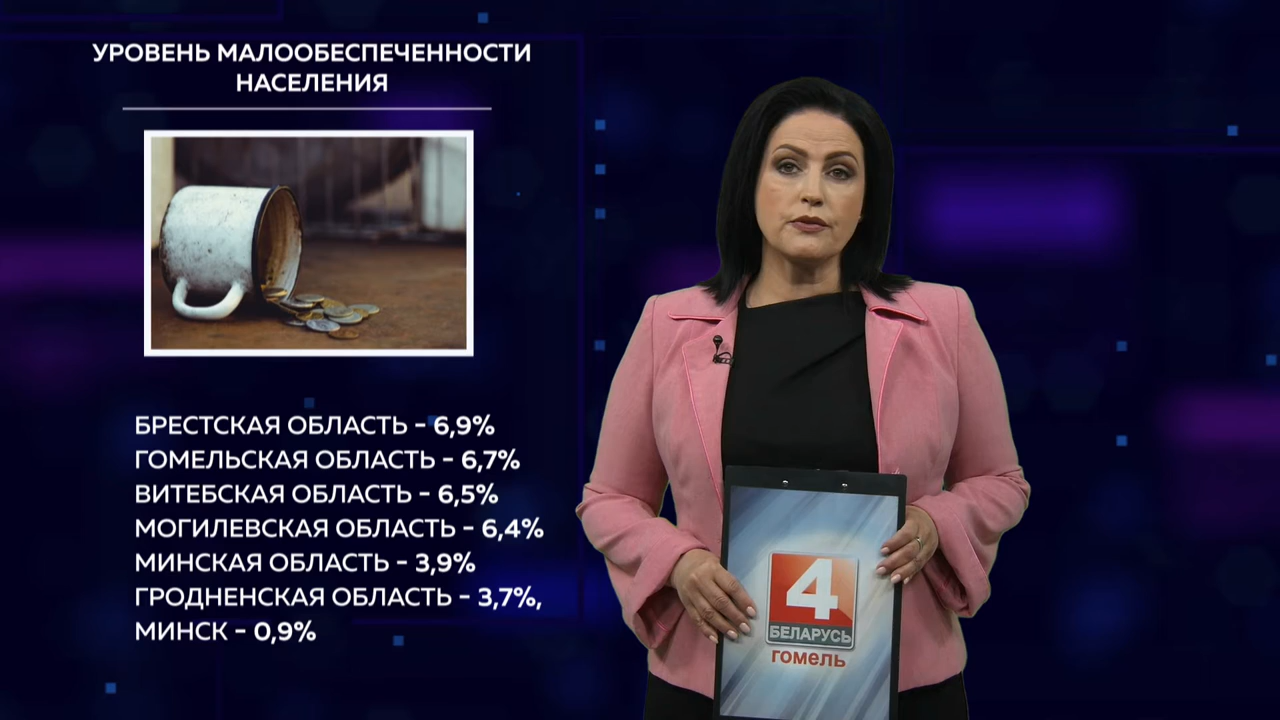 УРОВЕНЬ МАЛООБЕСПЕЧЕННОСТИ
НАСЕЛЕНИЯ
БРЕСТСКАЯ ОБЛАСТЬ - 6,9%
ГОМЕЛЬСКАЯ ОБЛАСТЬ - 6,7%
ВИТЕБСКАЯ ОБЛАСТЬ - 6,5%
МОГИЛЕВСКАЯ ОБЛАСТЬ - 6,4%
МИНСКАЯ ОБЛАСТЬ - 3,9%
ГРОДНЕНСКАЯ ОБЛАСТЬ - 3,7%,
МИНСК - 0,9%
4
БЕЛАРУСЬ
гомель